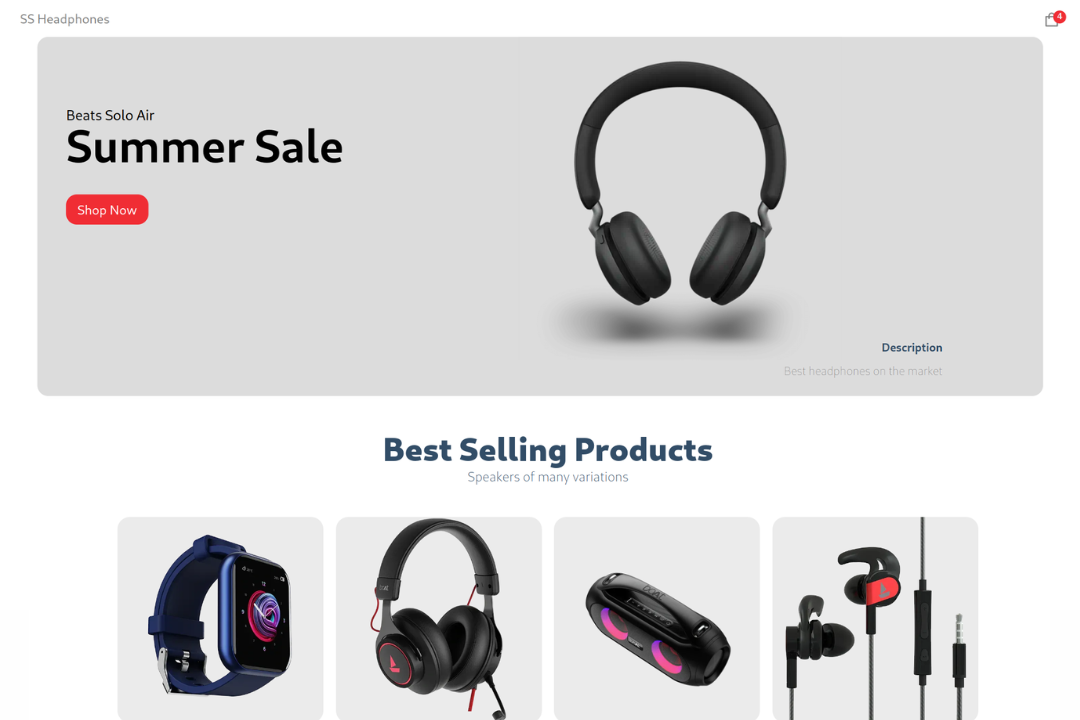 SS Headphones
4
Beats Solo Air
Summer Sale
Shop Now
Description
Best headphones on the market
Best Selling Products
Speakers of many variations